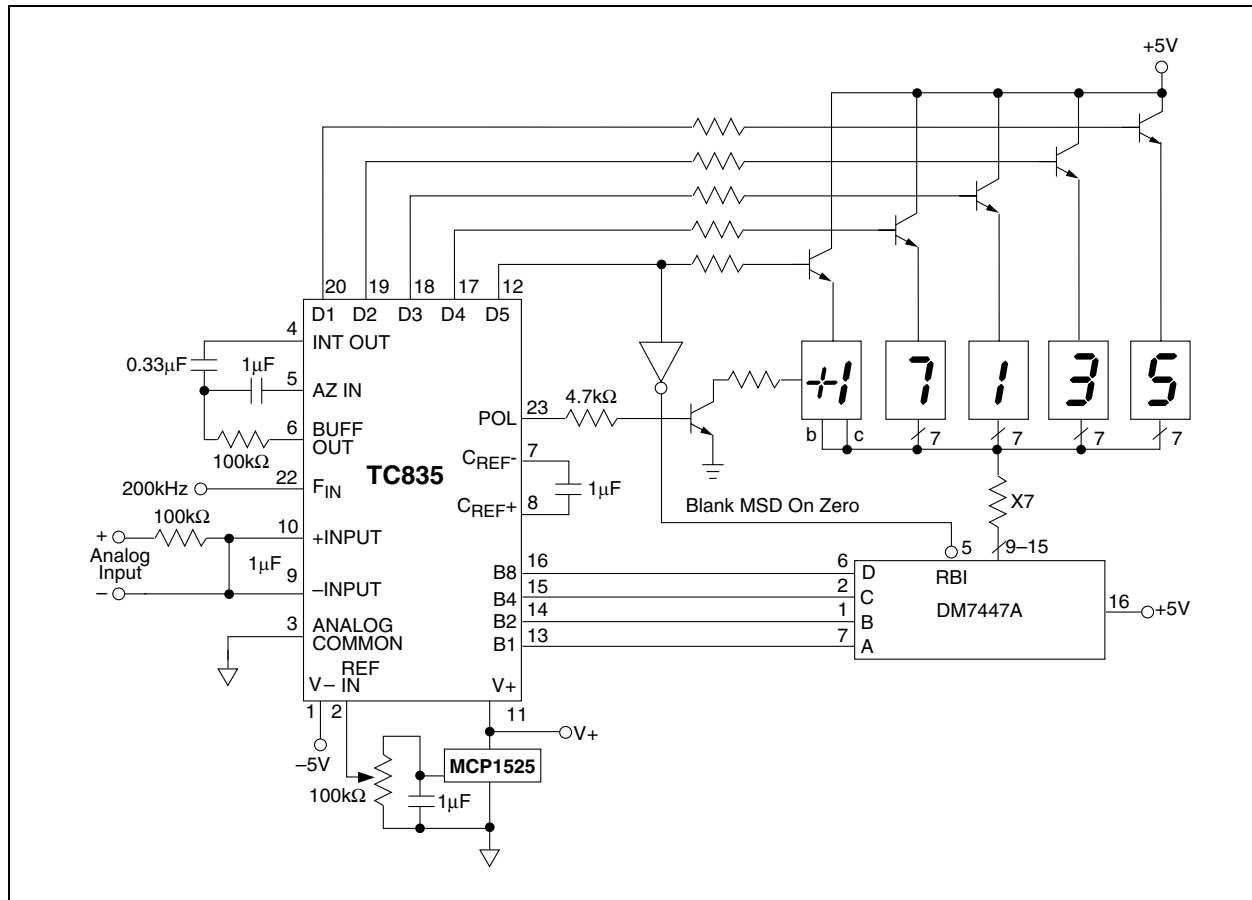 +5V
20 19 18 17 12
D1 D2 D3 D4 D5
4 INT OUT
0.33µF
1µF
5 AZ IN
6 BUFF OUT
100kΩ
200kHz
22 FIN
100kΩ
+
Analog Input
−
10 +INPUT
1µF
9 –INPUT
3 ANALOG COMMON
V– REF IN V+
1 2 11
–5V
TC835
POL 23 4.7kΩ
CREF- 7
1µF
CREF+ 8
B8 16
B4 15
B2 14
B1 13
V+
MCP1525
100kΩ
1µF
+1 7 1 3 5
b c 7 7 7 7
X7
Blank MSD On Zero
5 9–15
6 D
2 C
1 B
7 A
RBI
DM7447A
16 +5V